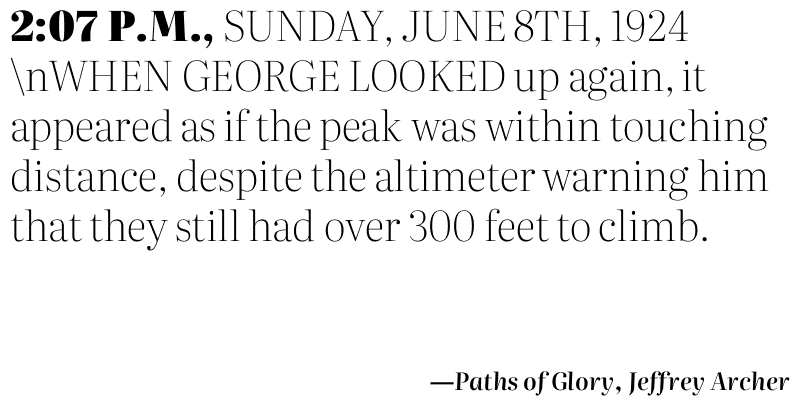 2:07 P.M., SUNDAY, JUNE 8TH, 1924
\nWHEN GEORGE LOOKED up again, it
appeared as if the peak was within touching
distance, despite the altimeter warning him
that they still had over 300 feet to climb.
—Paths of Glory, Jeffrey Archer